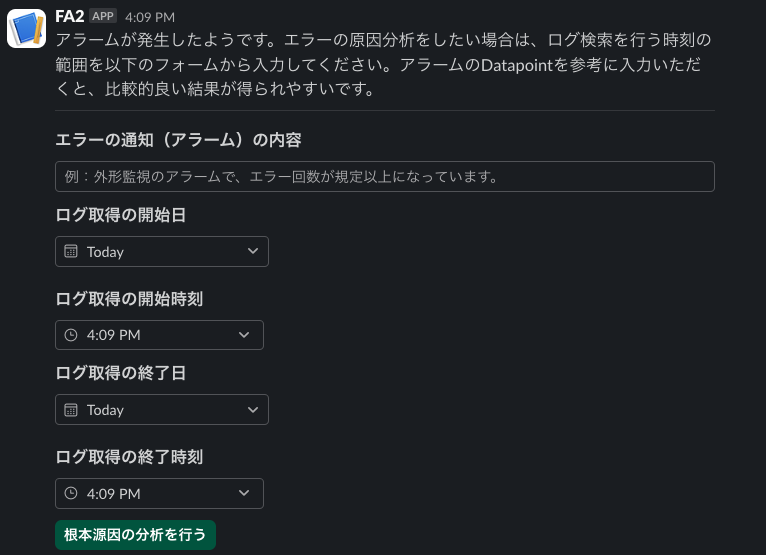 FA2 APP 4:09 PM
アラームが発生したようです。エラーの原因分析をしたい場合は、ログ検索を行う時刻の
範囲を以下のフォームから入力してください。アラームのDatapointを参考に入力いただ
くと、比較的良い結果が得られやすいです。
エラーの通知（アラーム）の内容
例：外形監視のアラームで、エラー回数が規定以上になっています。
ログ取得の開始日
Today
ログ取得の開始時刻
4:09 PM
ログ取得の終了日
Today
ログ取得の終了時刻
4:09 PM
根本源因の分析を行う